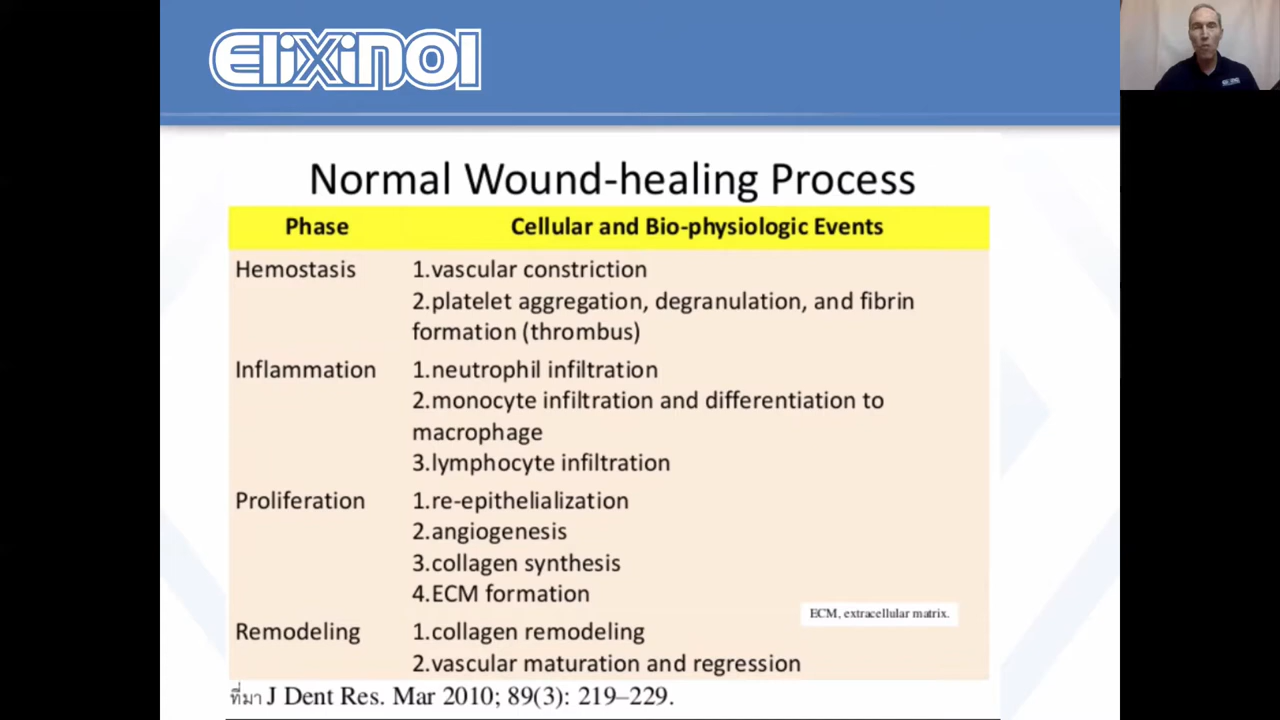 Elixinol
Normal Wound-healing Process
Phase
Cellular and Bio-physiologic Events
Hemostasis
1.vascular constriction
2.platelet aggregation, degranulation, and fibrin
formation (thrombus)
Inflammation
1.neutrophil infiltration
2.monocyte infiltration and differentiation to
macrophage
3.lymphocyte infiltration
Proliferation
1.re-epithelialization
2.angiogenesis
3.collagen synthesis
4.ECM formation
ECM, extracellular matrix.
Remodeling
1.collagen remodeling
2.vascular maturation and regression
ที่มา J Dent Res. Mar 2010; 89(3): 219–229.